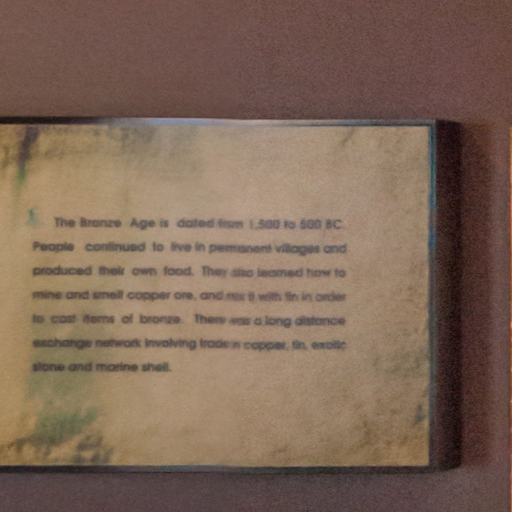 The Bronze Age is dated from 1,500 to 500 BC.
People continued to live in permanent villages and
produced their own food. They also learned how to
mine and smelt copper ore, and mix it with tin in order
to cast items of bronze. There was a long distance
exchange network involving trade in copper, tin, exotic
stone and marine shell.